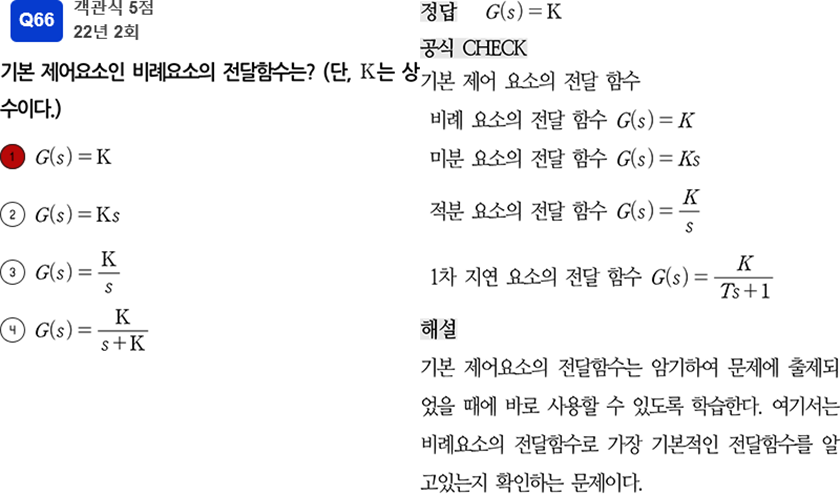 Q66
객관식 5점
22년 2회
기본 제어요소인 비례요소의 전달함수는? (단, K는 상
수이다.)
1 G(s) = K
2 G(s) = Ks
3 G(s) = K/s
4 G(s) = K/(s+K)
정답 G(s) = K
공식 CHECK
기본 제어 요소의 전달 함수
비례 요소의 전달 함수 G(s) = K
미분 요소의 전달 함수 G(s) = Ks
적분 요소의 전달 함수 G(s) = K/s
1차 지연 요소의 전달 함수 G(s) = K/(Ts+1)
해설
기본 제어요소의 전달함수는 암기하여 문제에 출제되
었을 때에 바로 사용할 수 있도록 학습한다. 여기서는
비례요소의 전달함수로 가장 기본적인 전달함수를 알
고있는지 확인하는 문제이다.